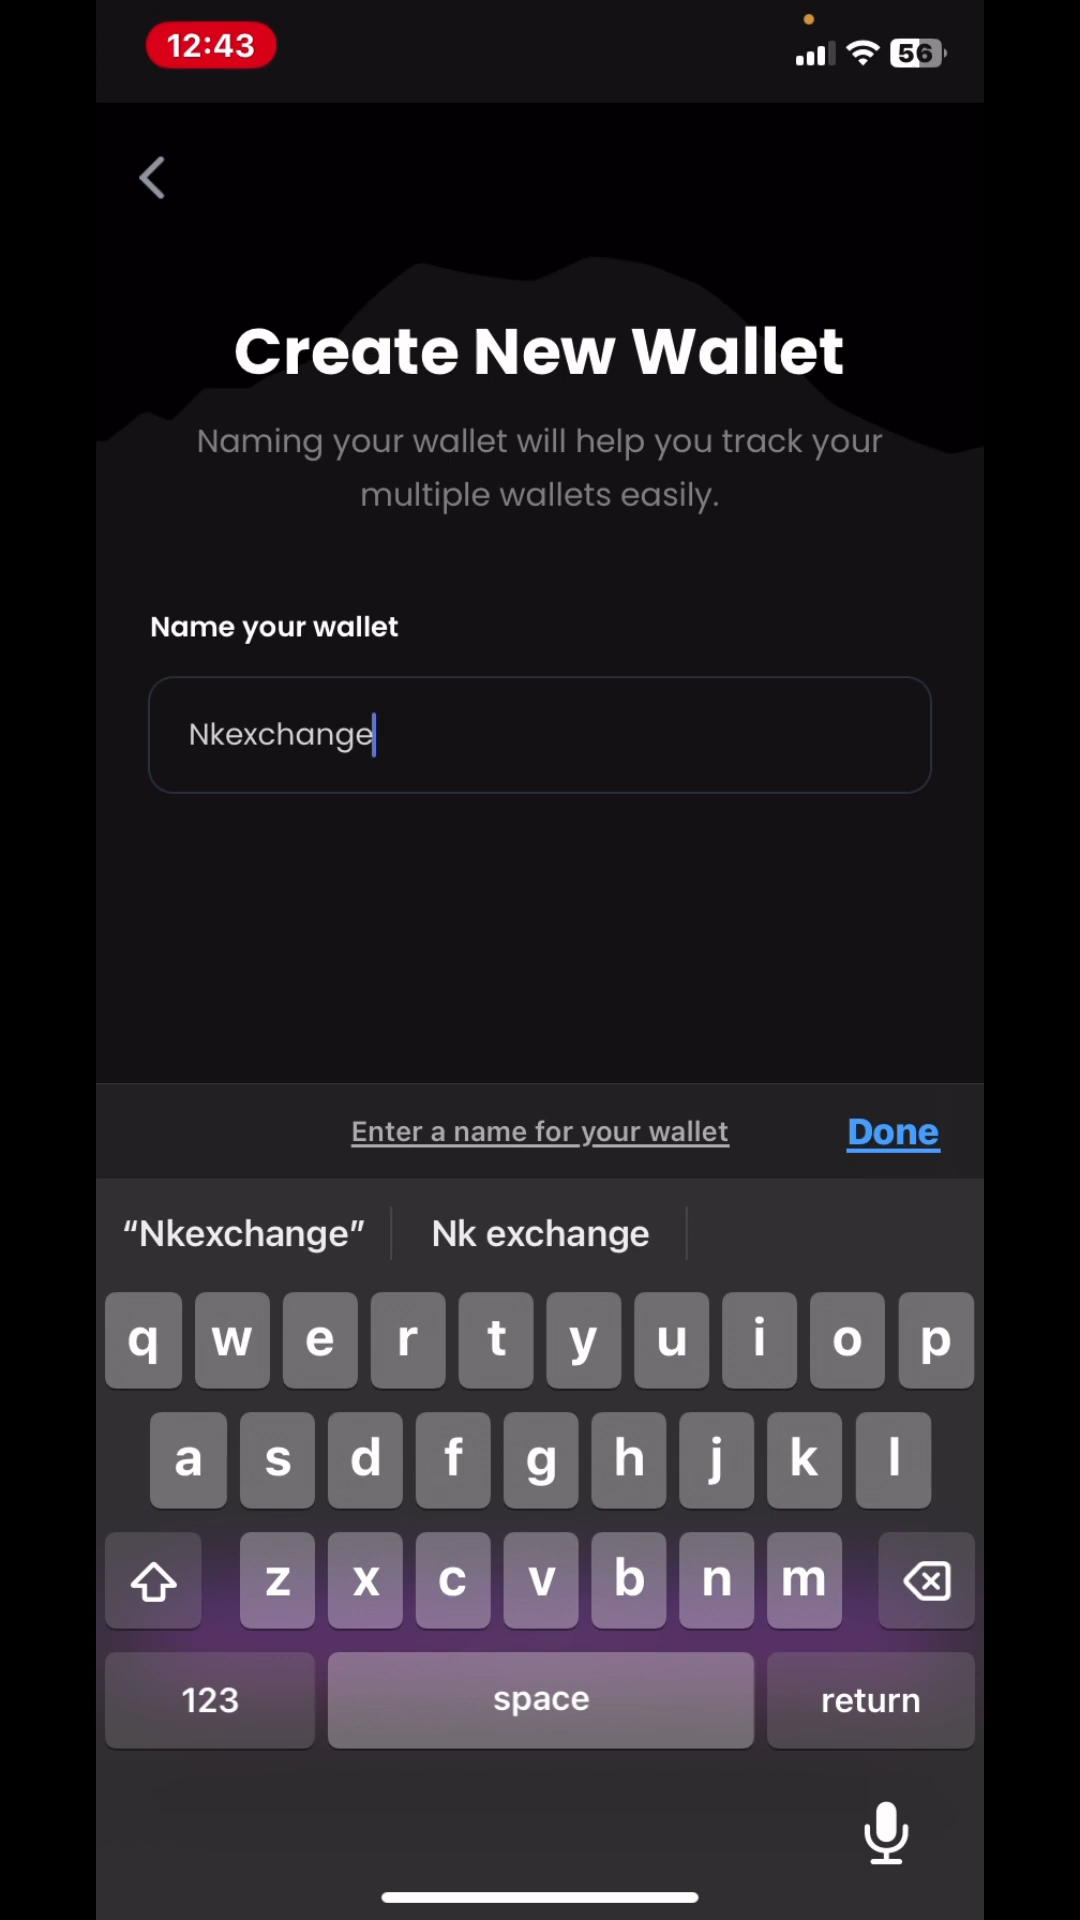 12:43
56
Create New Wallet
Naming your wallet will help you track your
multiple wallets easily.
Name your wallet
Nkexchange
Enter a name for your wallet Done
“Nkexchange” Nk exchange
q w e r t y u i o p
a s d f g h j k l
z x c v b n m
123 space return